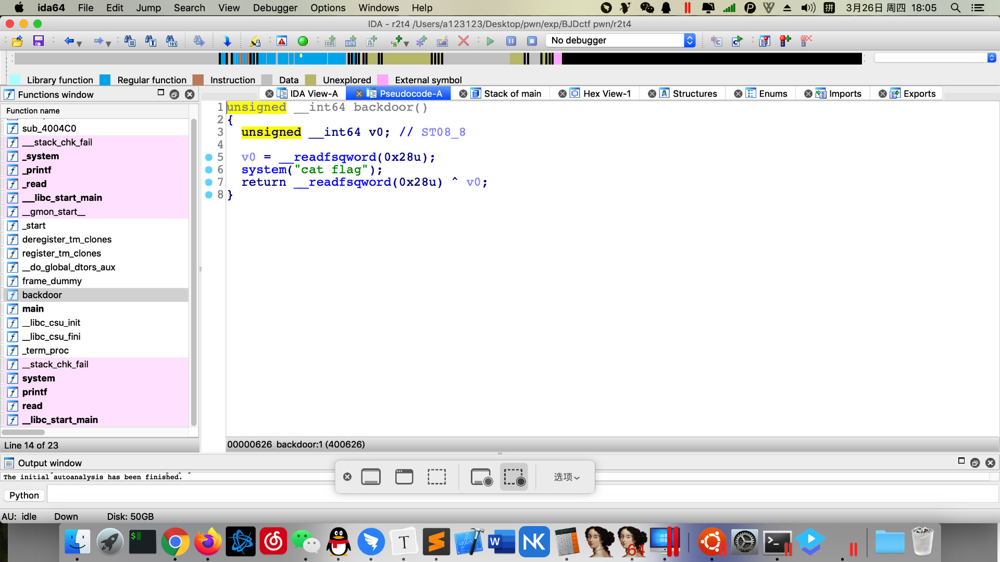 ida64 File Edit Jump Search View Debugger Options Windows Help 拼 3月26日 周四 18:05
IDA - r2t4 /Users/a123123/Desktop/pwn/exp/BJDctf pwn/r2t4
No debugger
Library function Regular function Instruction Data Unexplored External symbol
Functions window
IDA View-A Pseudocode-A Stack of main Hex View-1 Structures Enums Imports Exports
Function name
sub_4004C0
___stack_chk_fail
_system
_printf
_read
___libc_start_main
__gmon_start__
_start
deregister_tm_clones
register_tm_clones
__do_global_dtors_aux
frame_dummy
backdoor
main
__libc_csu_init
__libc_csu_fini
_term_proc
__stack_chk_fail
system
printf
read
__libc_start_main
Line 14 of 23
1 unsigned __int64 backdoor()
2 {
3 unsigned __int64 v0; // ST08_8
4
5 v0 = __readfsqword(0x28u);
6 system("cat flag");
7 return __readfsqword(0x28u) ^ v0;
8 }
00000626 backdoor:1 (400626)
Output window
The initial autoanalysis has been finished.
选项
Python
AU: idle Down Disk: 50GB
$
T
W
NK
64
>_